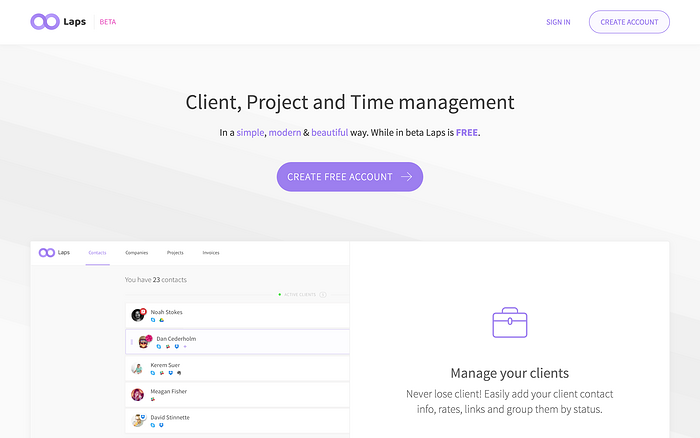 Laps BETA SIGN IN CREATE ACCOUNT
Client, Project and Time management
In a simple, modern & beautiful way. While in beta Laps is FREE.
CREATE FREE ACCOUNT
Laps Contacts Companies Projects Invoices
You have 23 contacts
ACTIVE CLIENTS
Noah Stokes
Dan Cederholm
Kerem Suer
Meagan Fisher
David Stinnette
Manage your clients
Never lose client! Easily add your client contact
info, rates, links and group them by status.